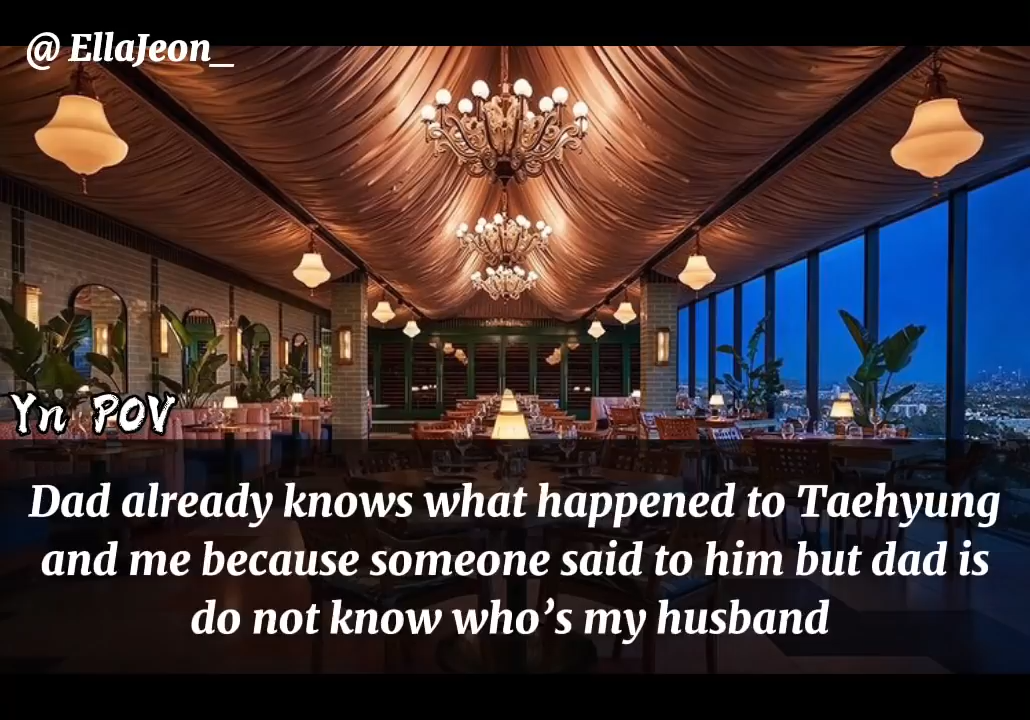 @ EllaJeon_
Yn POV
Dad already knows what happened to Taehyung
and me because someone said to him but dad is
do not know who’s my husband